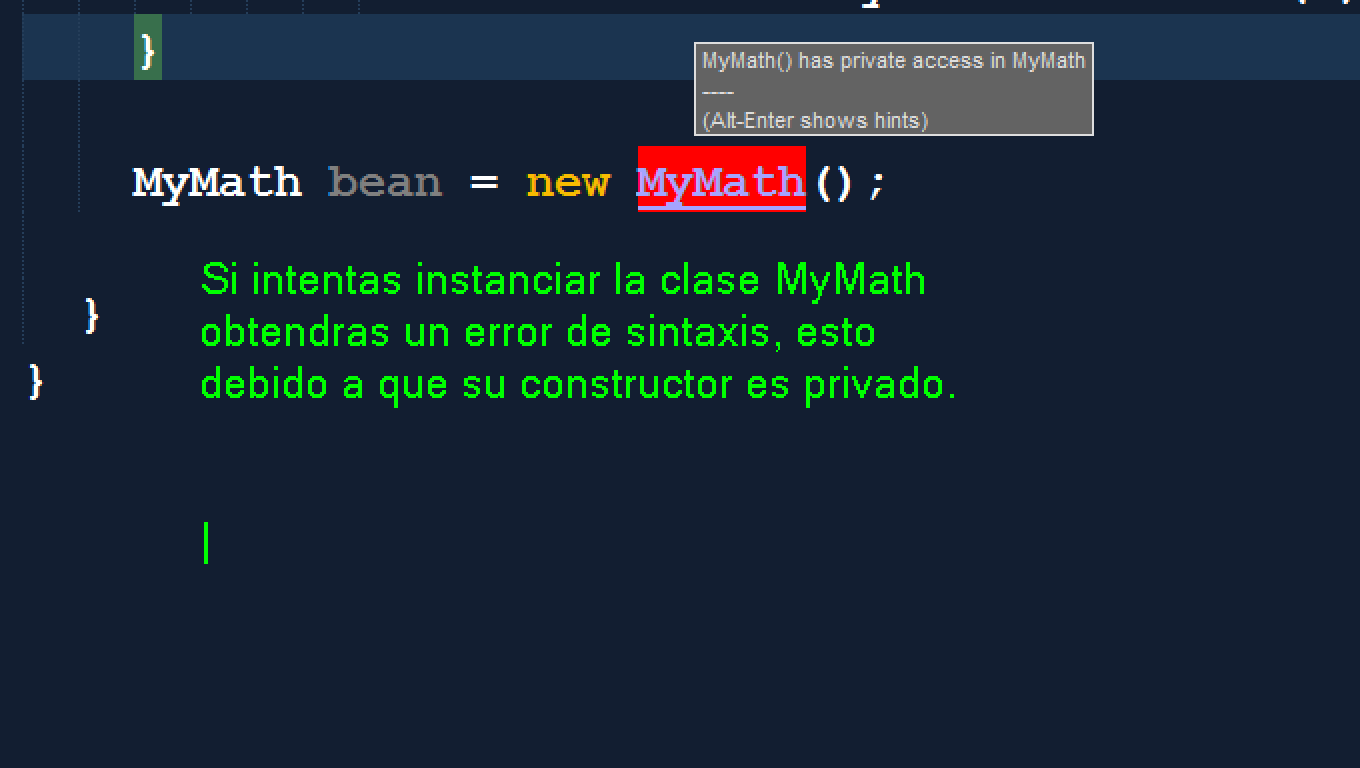 }
MyMath() has private access in MyMath
----
(Alt-Enter shows hints)
MyMath bean = new MyMath();
Si intentas instanciar la clase MyMath
}
obtendras un error de sintaxis, esto
}
debido a que su constructor es privado.